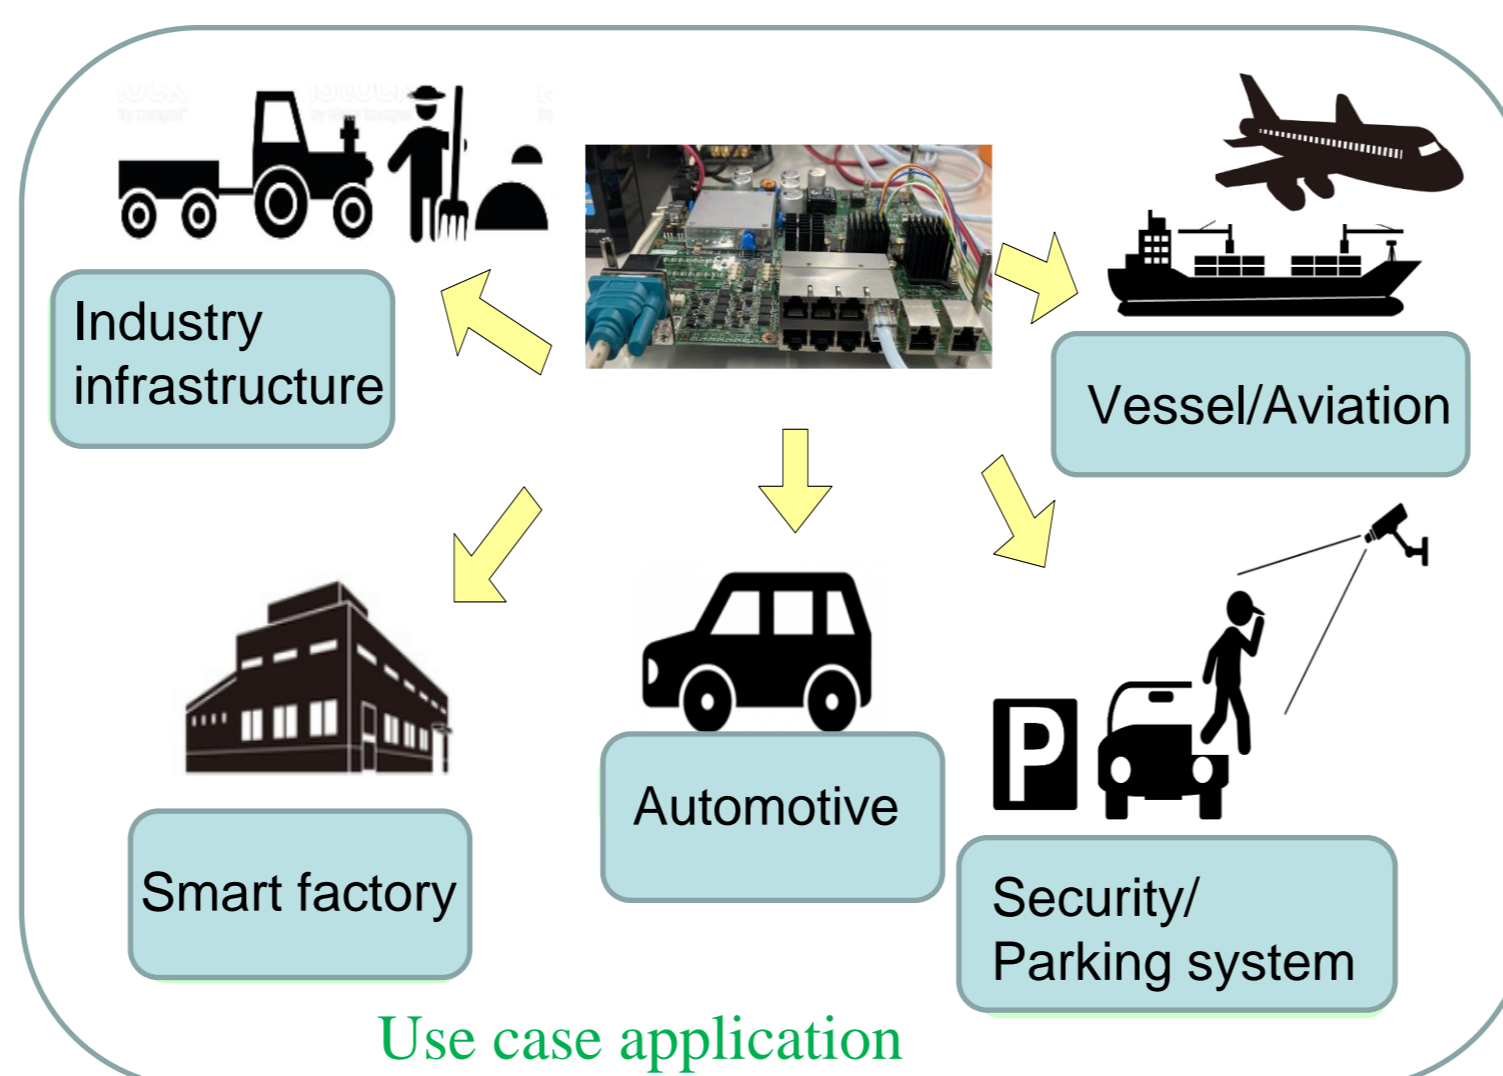 Industry
infrastructure
Vessel/Aviation
Smart factory
Automotive
P
Security/
Parking system
Use case application